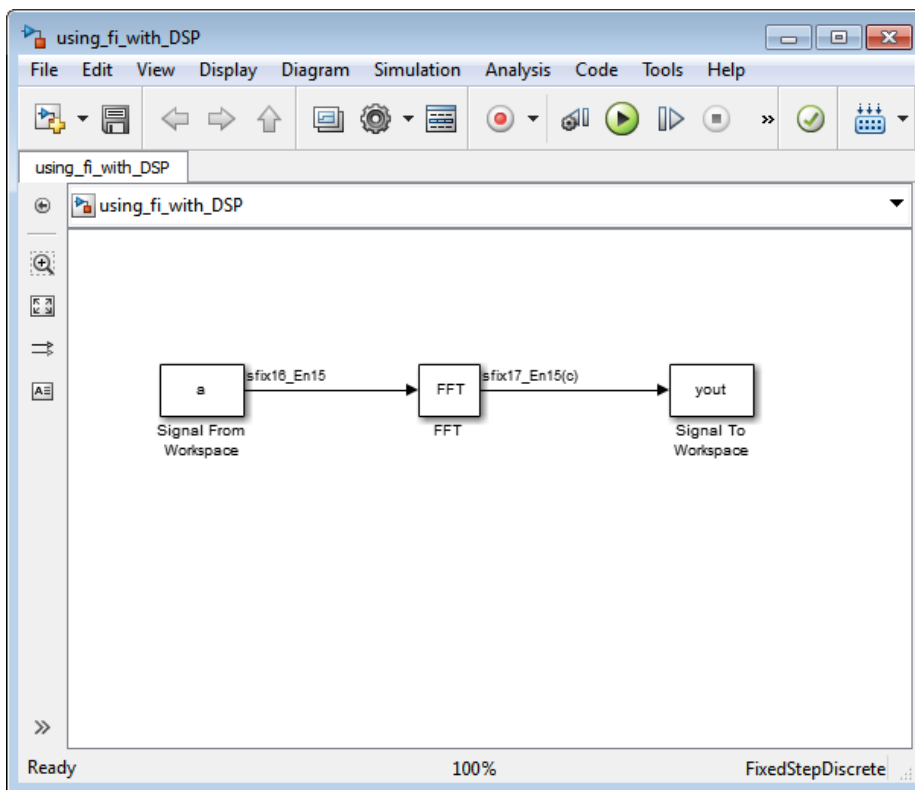 using_fi_with_DSP
File Edit View Display Diagram Simulation Analysis Code Tools Help
using_fi_with_DSP
using_fi_with_DSP
a
sfix16_En15
FFT
sfix17_En15(c)
yout
Signal From
Workspace
FFT
Signal To
Workspace
Ready 100% FixedStepDiscrete